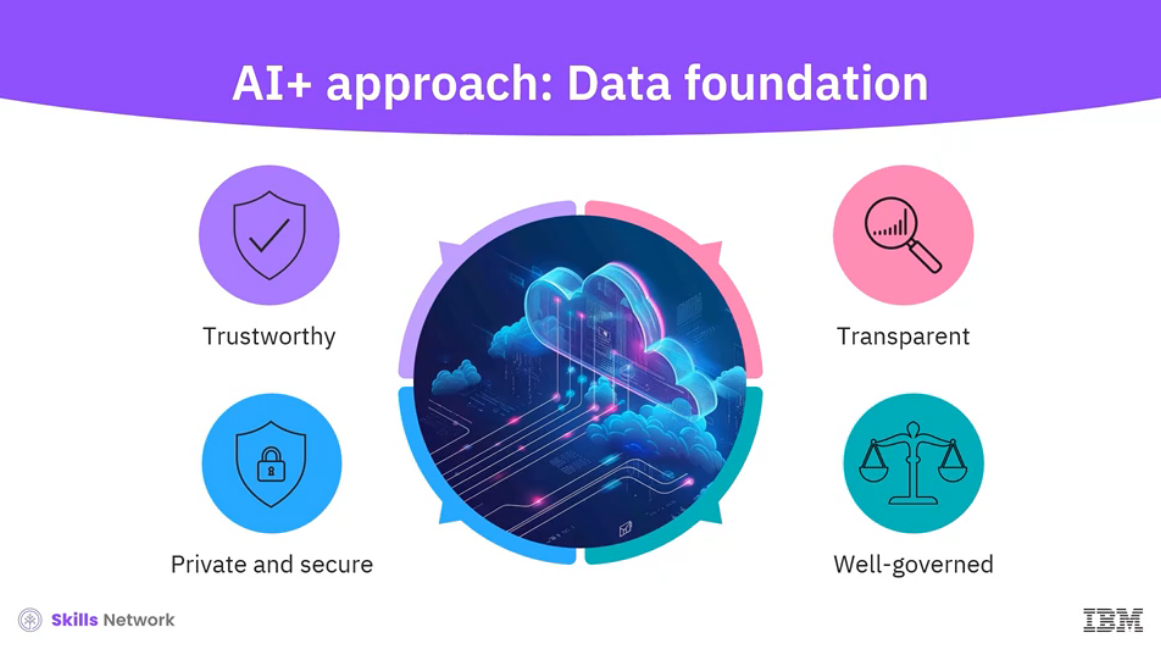 AI+ approach: Data foundation
Trustworthy
Transparent
Private and secure
Well-governed
Skills Network
IBM